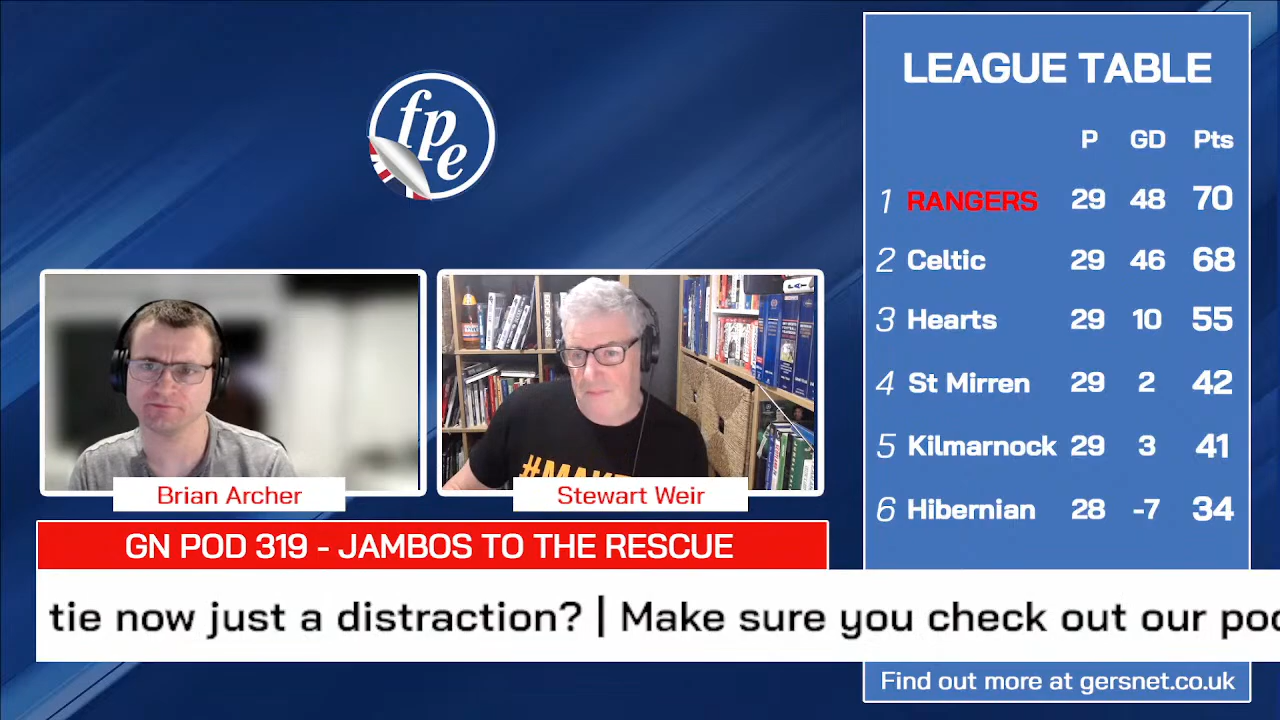 fpe
LEAGUE TABLE
P GD Pts
1 RANGERS 29 48 70
2 Celtic 29 46 68
3 Hearts 29 10 55
4 St Mirren 29 2 42
5 Kilmarnock 29 3 41
6 Hibernian 28 -7 34
#MAKE
Brian Archer
Stewart Weir
GN POD 319 - JAMBOS TO THE RESCUE
tie now just a distraction? | Make sure you check out our poc
Find out more at gersnet.co.uk